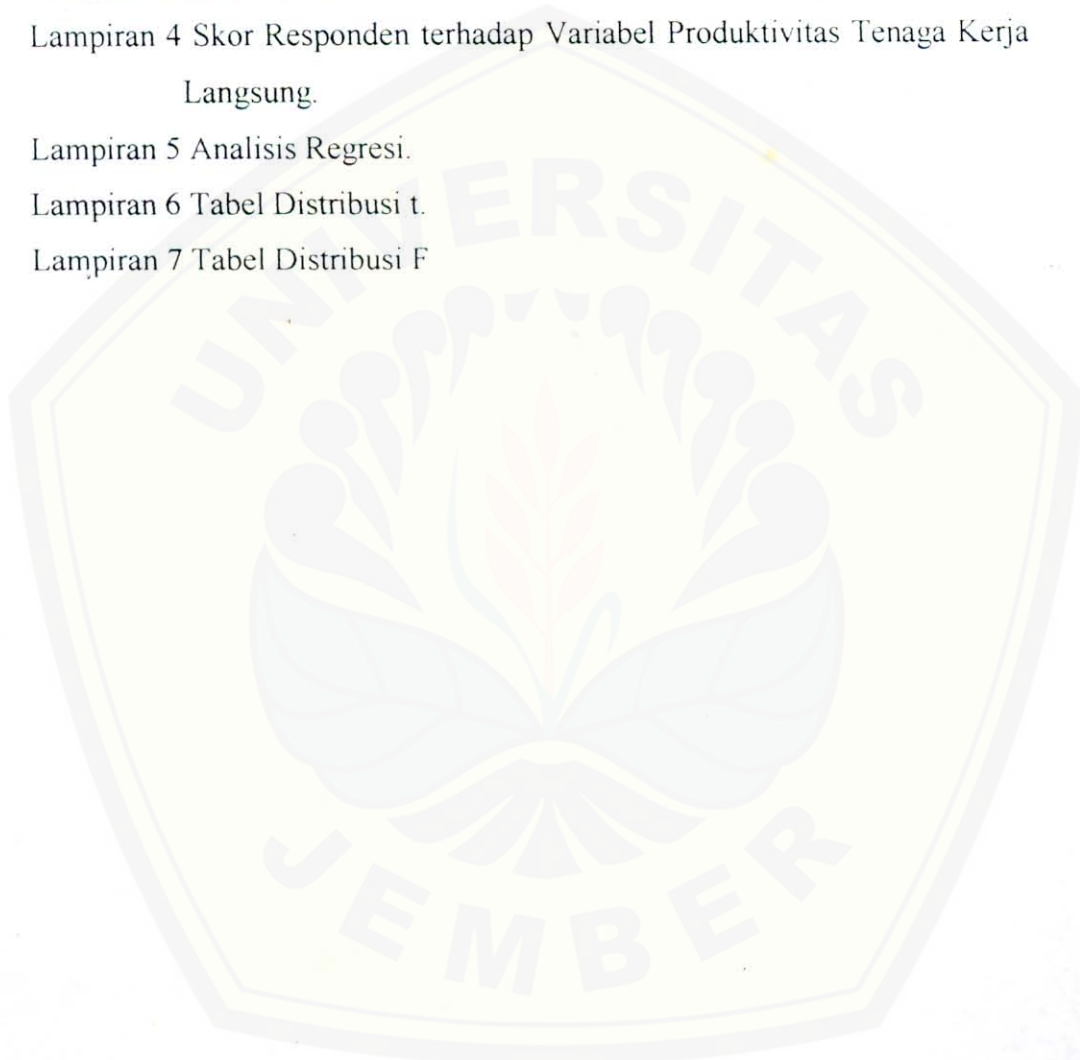 Lampiran 4 Skor Responden terhadap Variabel Produktivitas Tenaga Kerja
Langsung.
Lampiran 5 Analisis Regresi.
Lampiran 6 Tabel Distribusi t.
Lampiran 7 Tabel Distribusi F
UNIVERSITAS
JEMBER